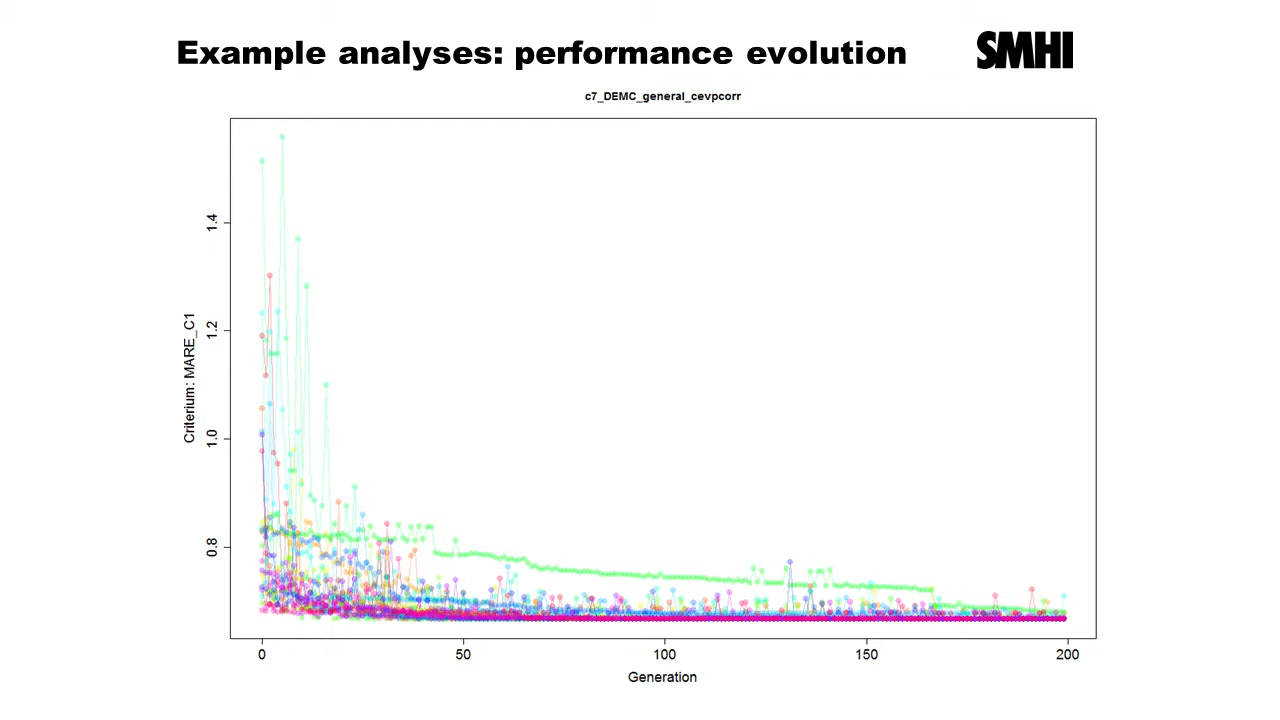 Example analyses: performance evolution
SMHI
c7_DEMC_general_cevpcorr
Criterium: MARE_C1
1.4
1.2
1.0
0.8
0 50 100 150 200
Generation